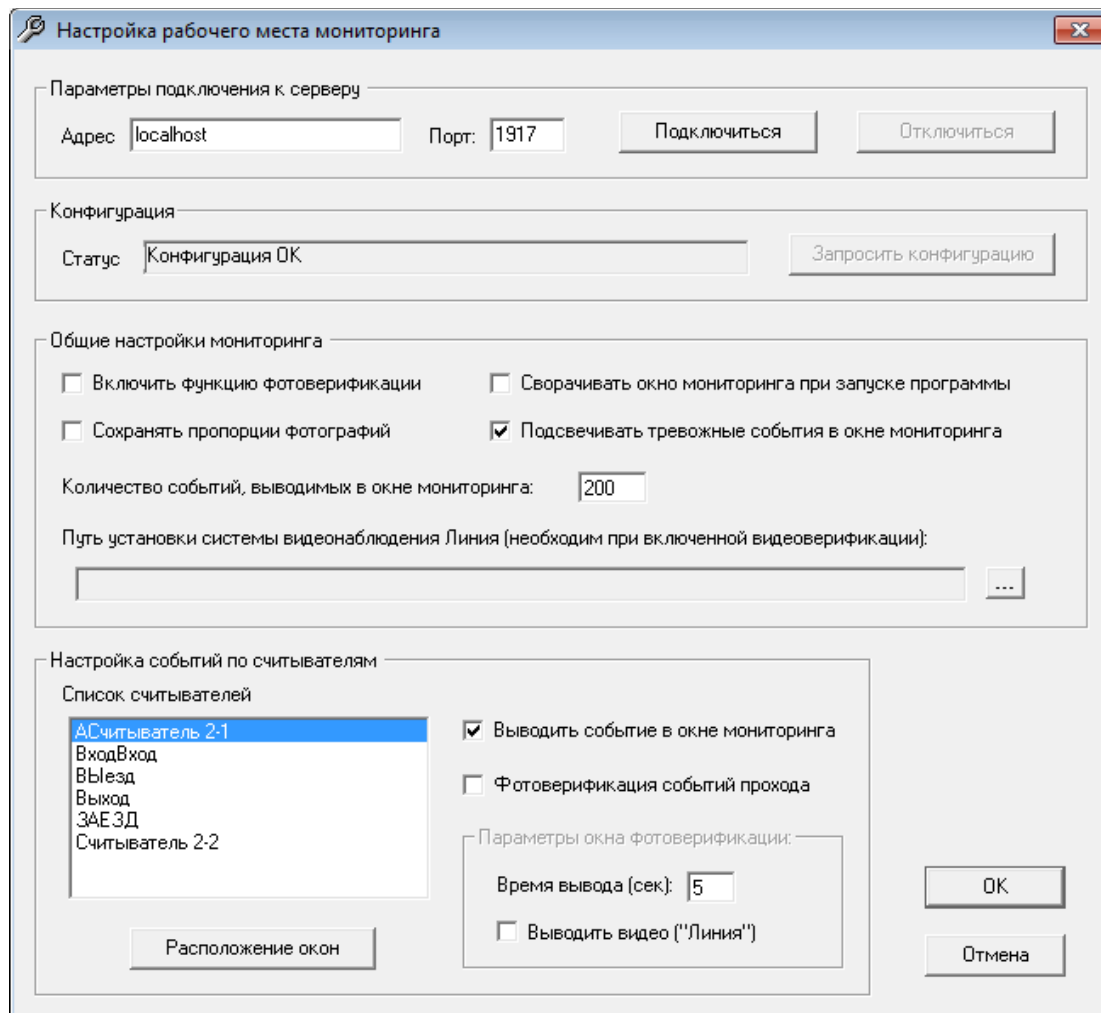 Настройка рабочего места мониторинга
Параметры подключения к серверу
Адрес localhost Порт: 1917 Подключиться Отключиться
Конфигурация
Статус Конфигурация ОК Запросить конфигурацию
Общие настройки мониторинга
Включить функцию фотоверификации Сворачивать окно мониторинга при запуске программы
Сохранять пропорции фотографий Подсвечивать тревожные события в окне мониторинга
Количество событий, выводимых в окне мониторинга: 200
Путь установки системы видеонаблюдения Линия (необходим при включенной видеоверификации):
...
Настройка событий по считывателям
Список считывателей
АСчитыватель 2-1
ВходВход
ВЫезд
Выход
ЗАЕЗД
Считыватель 2-2
Выводить событие в окне мониторинга
Фотоверификация событий прохода
Параметры окна фотоверификации:
Время вывода (сек): 5
Выводить видео ("Линия")
Расположение окон
OK
Отмена